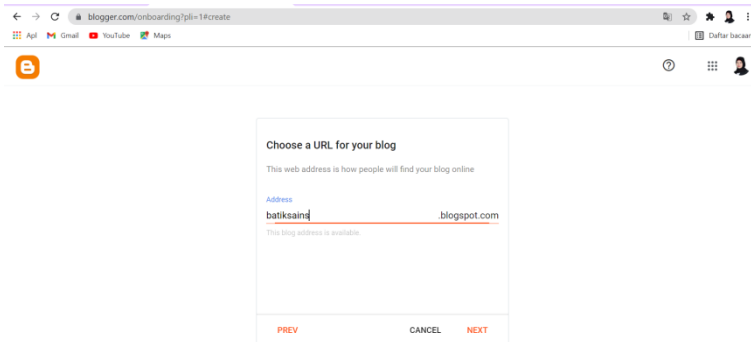 blogger.com/onboarding?pli=1#create
Apl Gmail YouTube Maps Daftar bacaan
Choose a URL for your blog
This web address is how people will find your blog online
Address
batiksains .blogspot.com
This blog address is available
PREV CANCEL NEXT